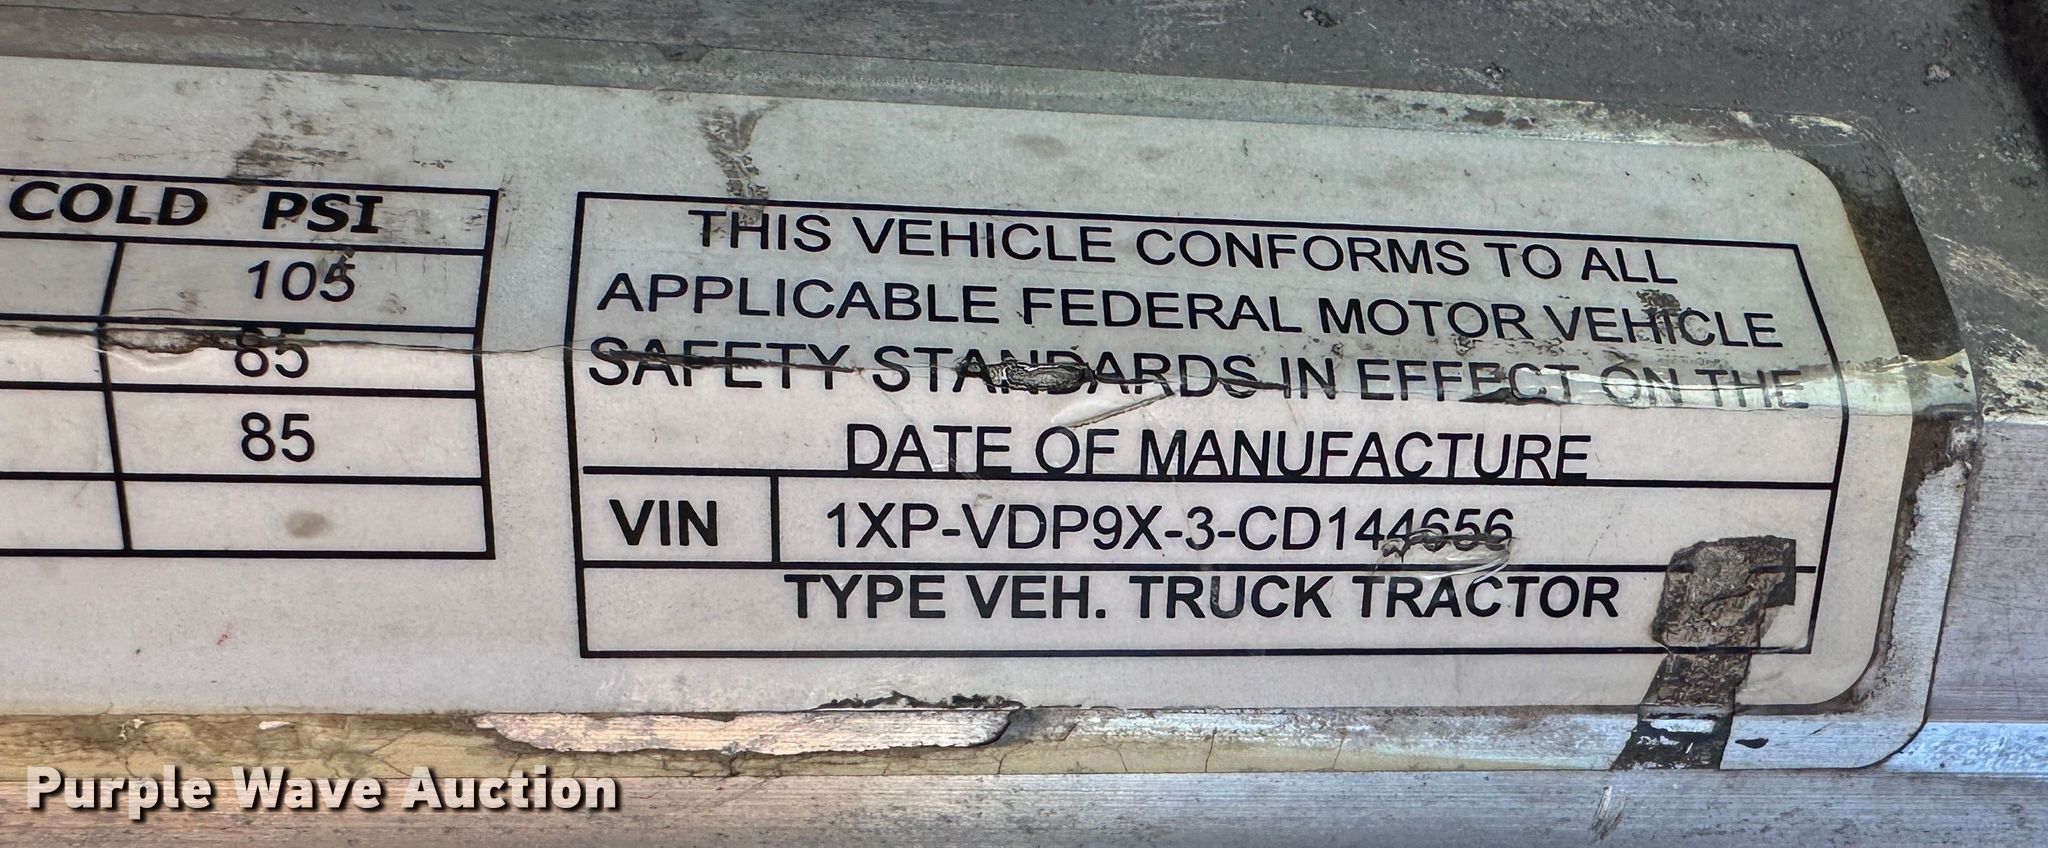 COLD PSI
105
85
85
THIS VEHICLE CONFORMS TO ALL
APPLICABLE FEDERAL MOTOR VEHICLE
SAFETY STANDARDS IN EFFECT ON THE
DATE OF MANUFACTURE
VIN 1XP-VDP9X-3-CD144656
TYPE VEH. TRUCK TRACTOR
Purple Wave Auction